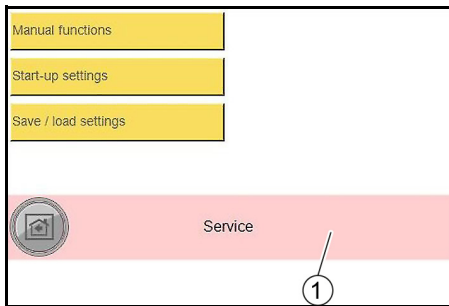 Manual functions
Start-up settings
Save / load settings
Service
1